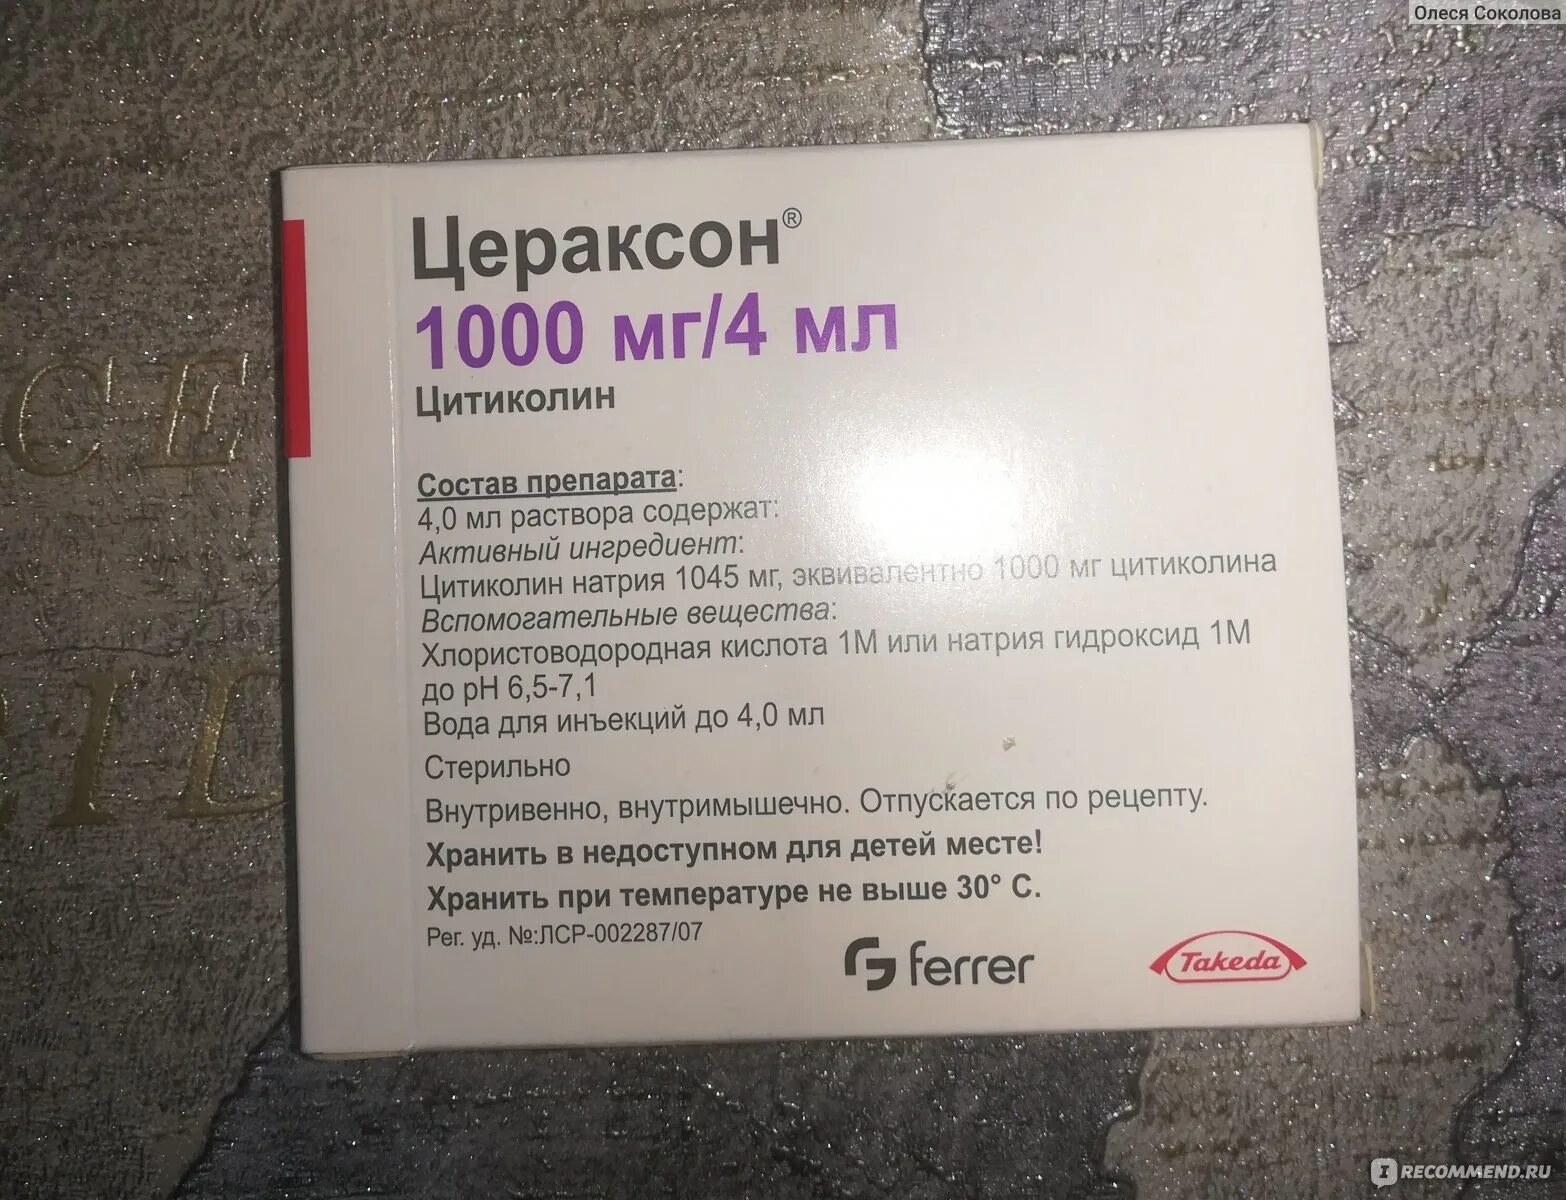 Олеся Соколова
Цераксон®
1000 мг/4 мл
Цитиколин
Состав препарата:
4,0 мл раствора содержат:
Активный ингредиент:
Цитиколин натрия 1045 мг, эквивалентно 1000 мг цитиколина
Вспомогательные вещества:
Хлористоводородная кислота 1М или натрия гидроксид 1М
до pH 6,5-7,1
Вода для инъекций до 4,0 мл
Стерильно
Внутривенно, внутримышечно. Отпускается по рецепту.
Хранить в недоступном для детей месте!
Хранить при температуре не выше 30° С.
Рег. уд. №:ЛСР-002287/07
ferrer
Takeda
I RECOMMEND.RU